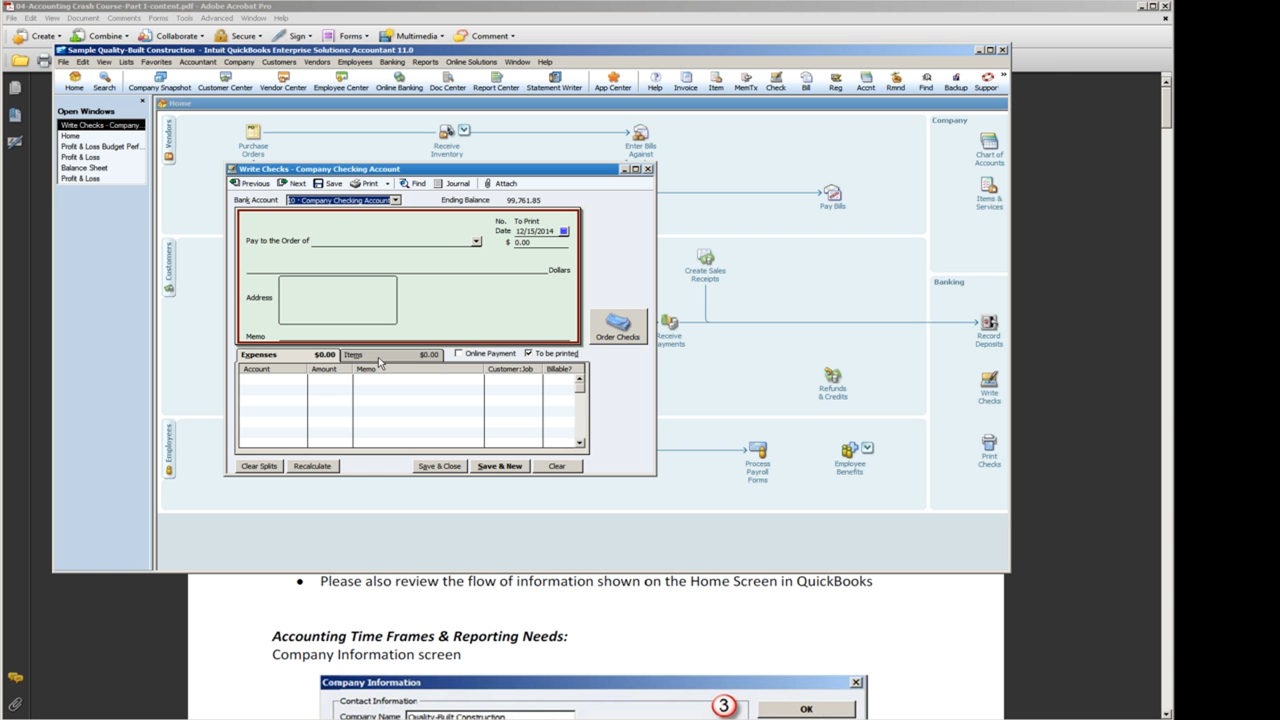 04-Accounting Crash Course-Part I-content.pdf - Adobe Acrobat Pro
File Edit View Document Comments Forms Tools Advanced Window Help
Create Combine Collaborate Secure Sign Forms Multimedia Comment
Sample Quality-Built Construction - Intuit QuickBooks Enterprise Solutions: Accountant 11.0
File Edit View Lists Favorites Accountant Company Customers Vendors Employees Banking Reports Online Solutions Window Help
Home Search Company Snapshot Customer Center Vendor Center Employee Center Online Banking Doc Center Report Center Statement Writer App Center Help Invoice Item MemTx Check Bill Reg Accnt Rmnd Find Backup Suppor
Open Windows
Write Checks - Company...
Home
Profit & Loss Budget Perf...
Profit & Loss
Balance Sheet
Profit & Loss
Home
Vendors
Purchase
Orders
Receive
Inventory
Enter Bills
Against
Pay Bills
Company
Chart of
Accounts
Items &
Services
Write Checks - Company Checking Account
Previous Next Save Print Find Journal Attach
Bank Account 10 · Company Checking Account Ending Balance 99,761.85
No. To Print
Date 12/15/2014
Pay to the Order of $ 0.00
Dollars
Address
Memo
Order Checks
Expenses $0.00 Items $0.00 Online Payment To be printed
Account Amount Memo Customer:Job Billable?
Clear Splits Recalculate Save & Close Save & New Clear
Customers
Create Sales
Receipts
Receive
ayments
Refunds
& Credits
Banking
Record
Deposits
Write
Checks
Print
Checks
Employees
Process
Payroll
Forms
Employee
Benefits
• Please also review the flow of information shown on the Home Screen in QuickBooks
Accounting Time Frames & Reporting Needs:
Company Information screen
Company Information
Contact Information
3
OK
Company Name Quality-Built Construction